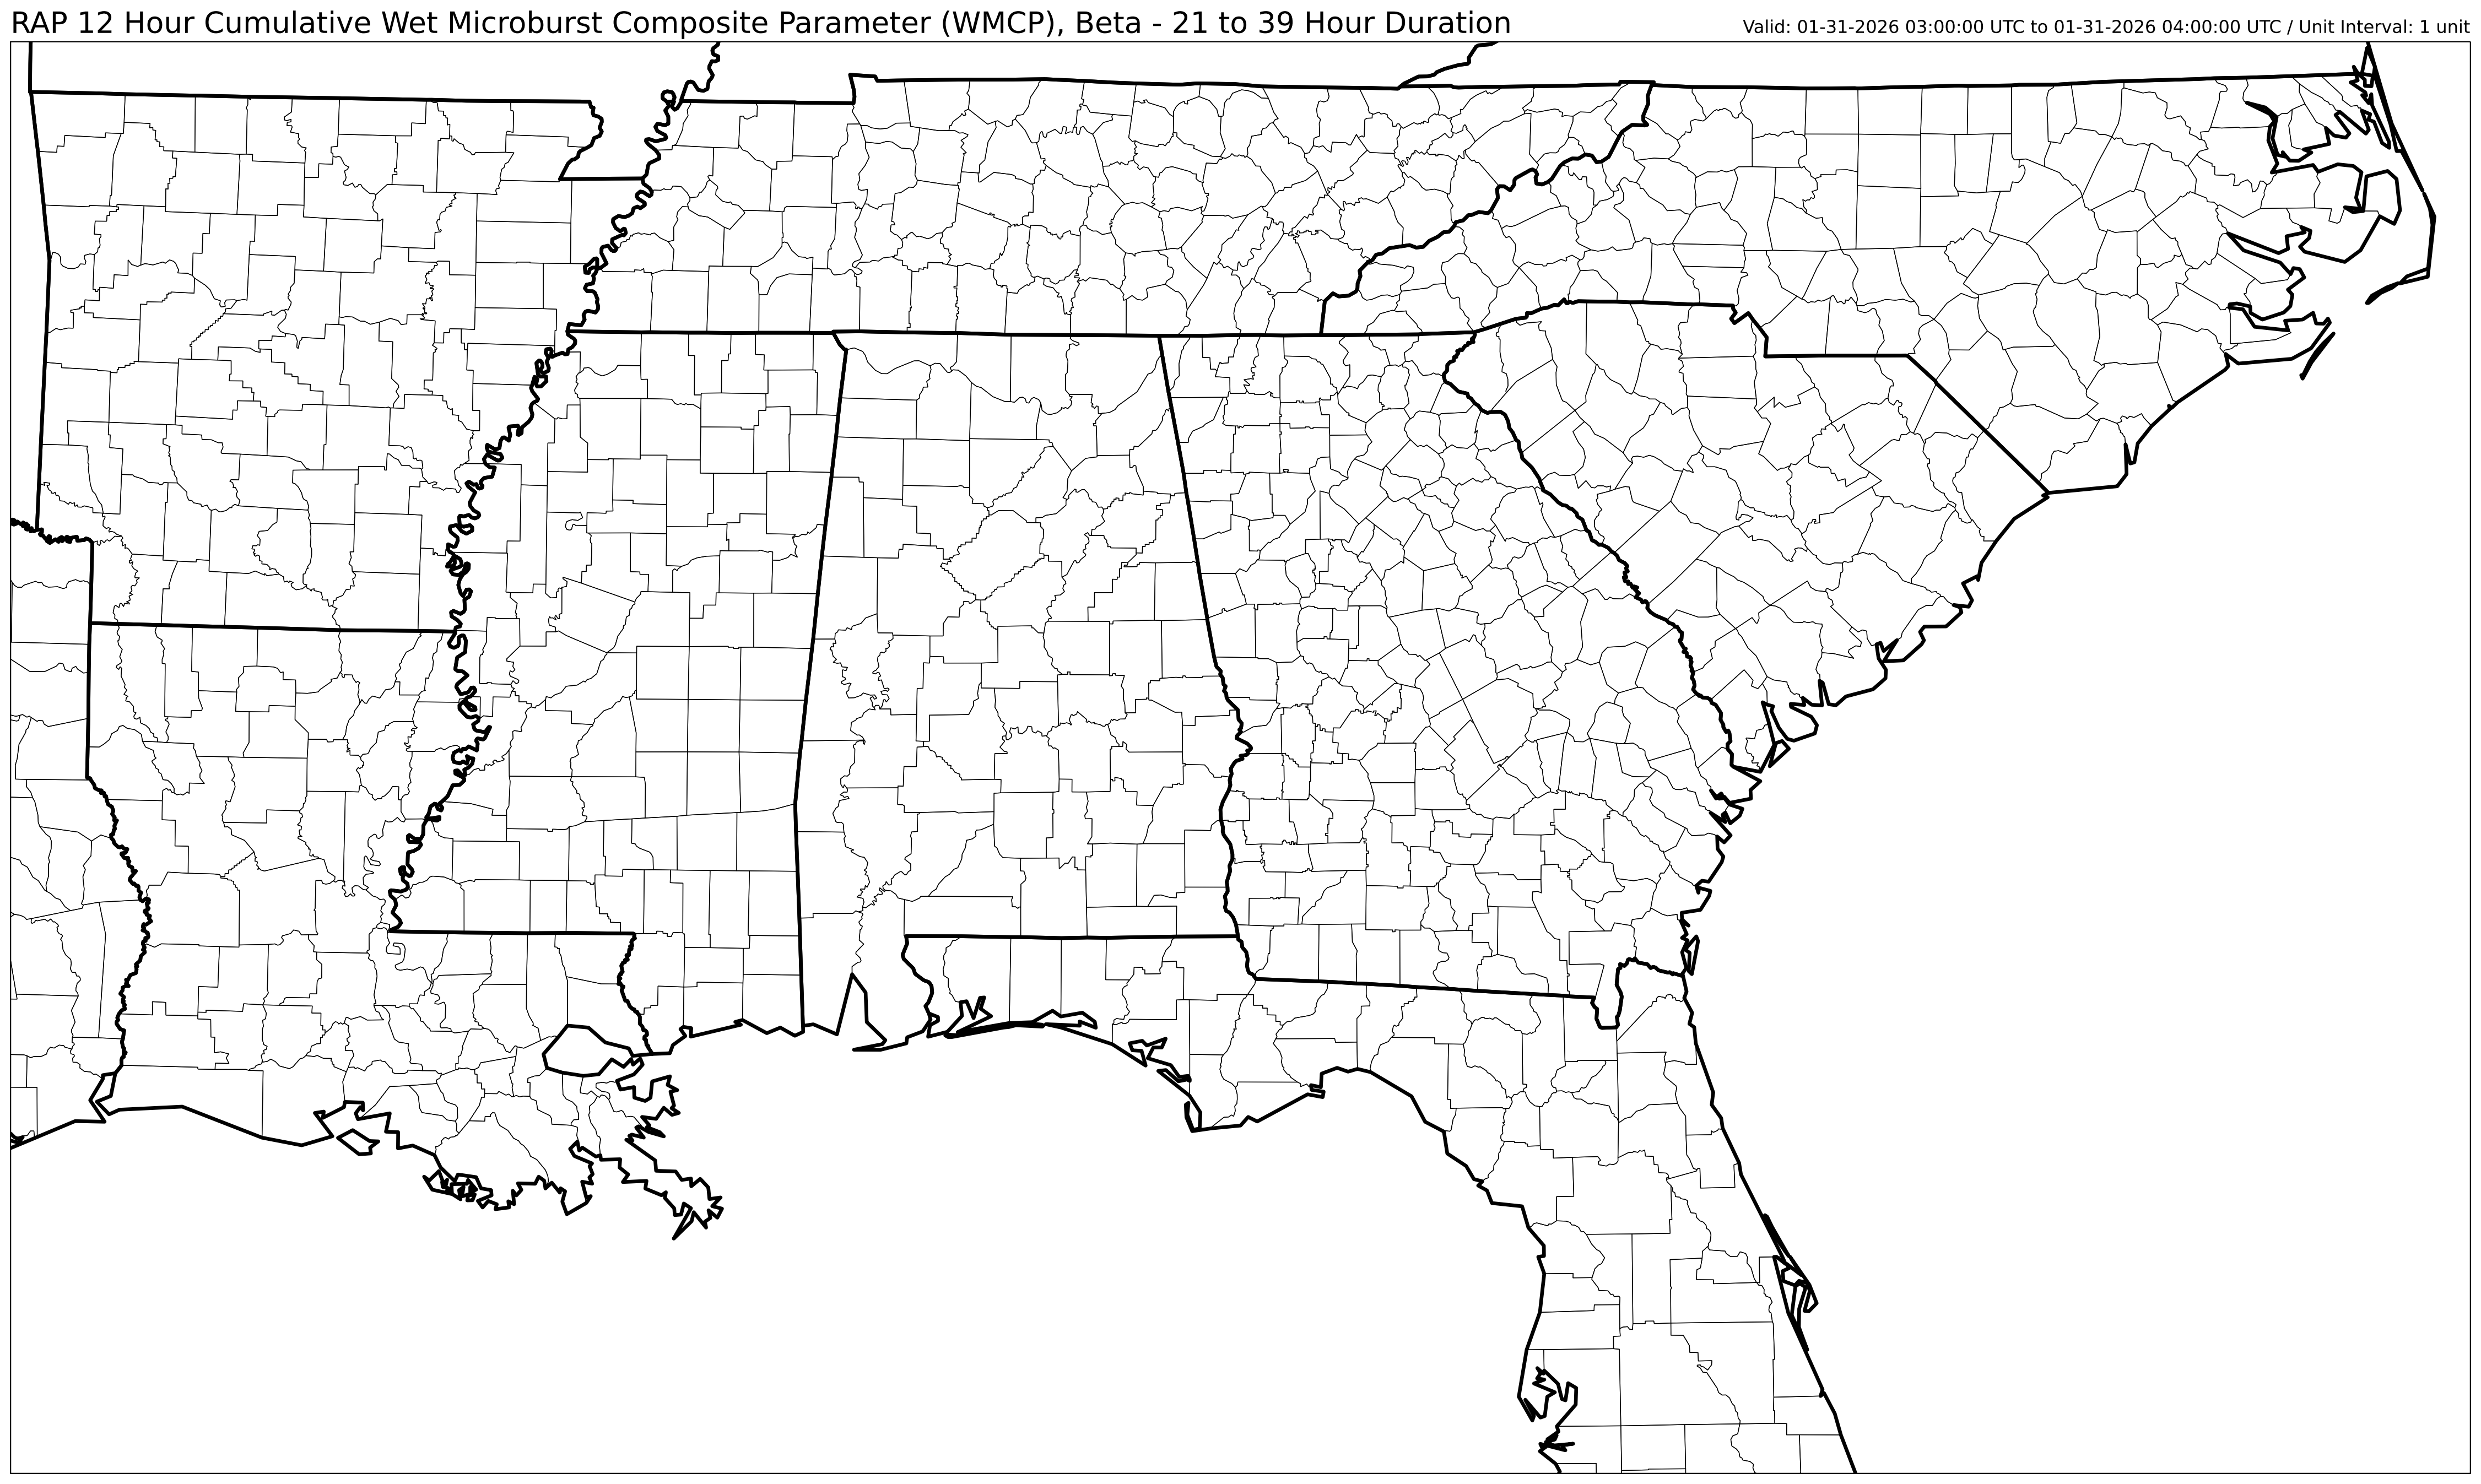 RAP 12 Hour Cumulative Wet Microburst Composite Parameter (WMCP), Beta - 21 to 39 Hour Duration
Valid: 01-31-2026 03:00:00 UTC to 01-31-2026 04:00:00 UTC / Unit Interval: 1 unit